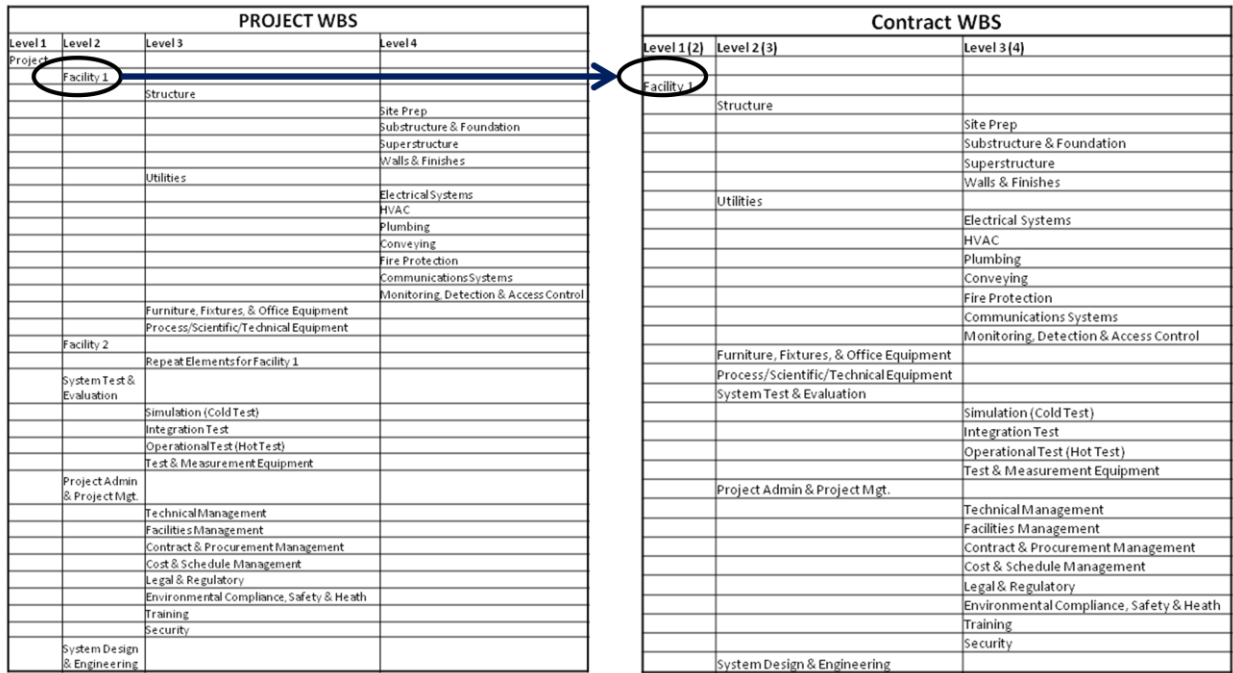 PROJECT WBS
Level 1 Level 2 Level 3 Level 4
Project
Facility 1
Structure
Site Prep
Substructure & Foundation
Superstructure
Walls & Finishes
Utilities
Electrical Systems
HVAC
Plumbing
Conveying
Fire Protection
Communications Systems
Monitoring, Detection & Access Control
Furniture, Fixtures, & Office Equipment
Process/Scientific/Technical Equipment
Facility 2
Repeat Elements for Facility 1
System Test &
Evaluation
Simulation (Cold Test)
Integration Test
Operational Test (Hot Test)
Test & Measurement Equipment
Project Admin
& Project Mgt.
Technical Management
Facilities Management
Contract & Procurement Management
Cost & Schedule Management
Legal & Regulatory
Environmental Compliance, Safety & Heath
Training
Security
System Design
& Engineering
Contract WBS
Level 1 (2) Level 2 (3) Level 3 (4)
Facility 1
Structure
Site Prep
Substructure & Foundation
Superstructure
Walls & Finishes
Utilities
Electrical Systems
HVAC
Plumbing
Conveying
Fire Protection
Communications Systems
Monitoring, Detection & Access Control
Furniture, Fixtures, & Office Equipment
Process/Scientific/Technical Equipment
System Test & Evaluation
Simulation (Cold Test)
Integration Test
Operational Test (Hot Test)
Test & Measurement Equipment
Project Admin & Project Mgt.
Technical Management
Facilities Management
Contract & Procurement Management
Cost & Schedule Management
Legal & Regulatory
Environmental Compliance, Safety & Heath
Training
Security
System Design & Engineering